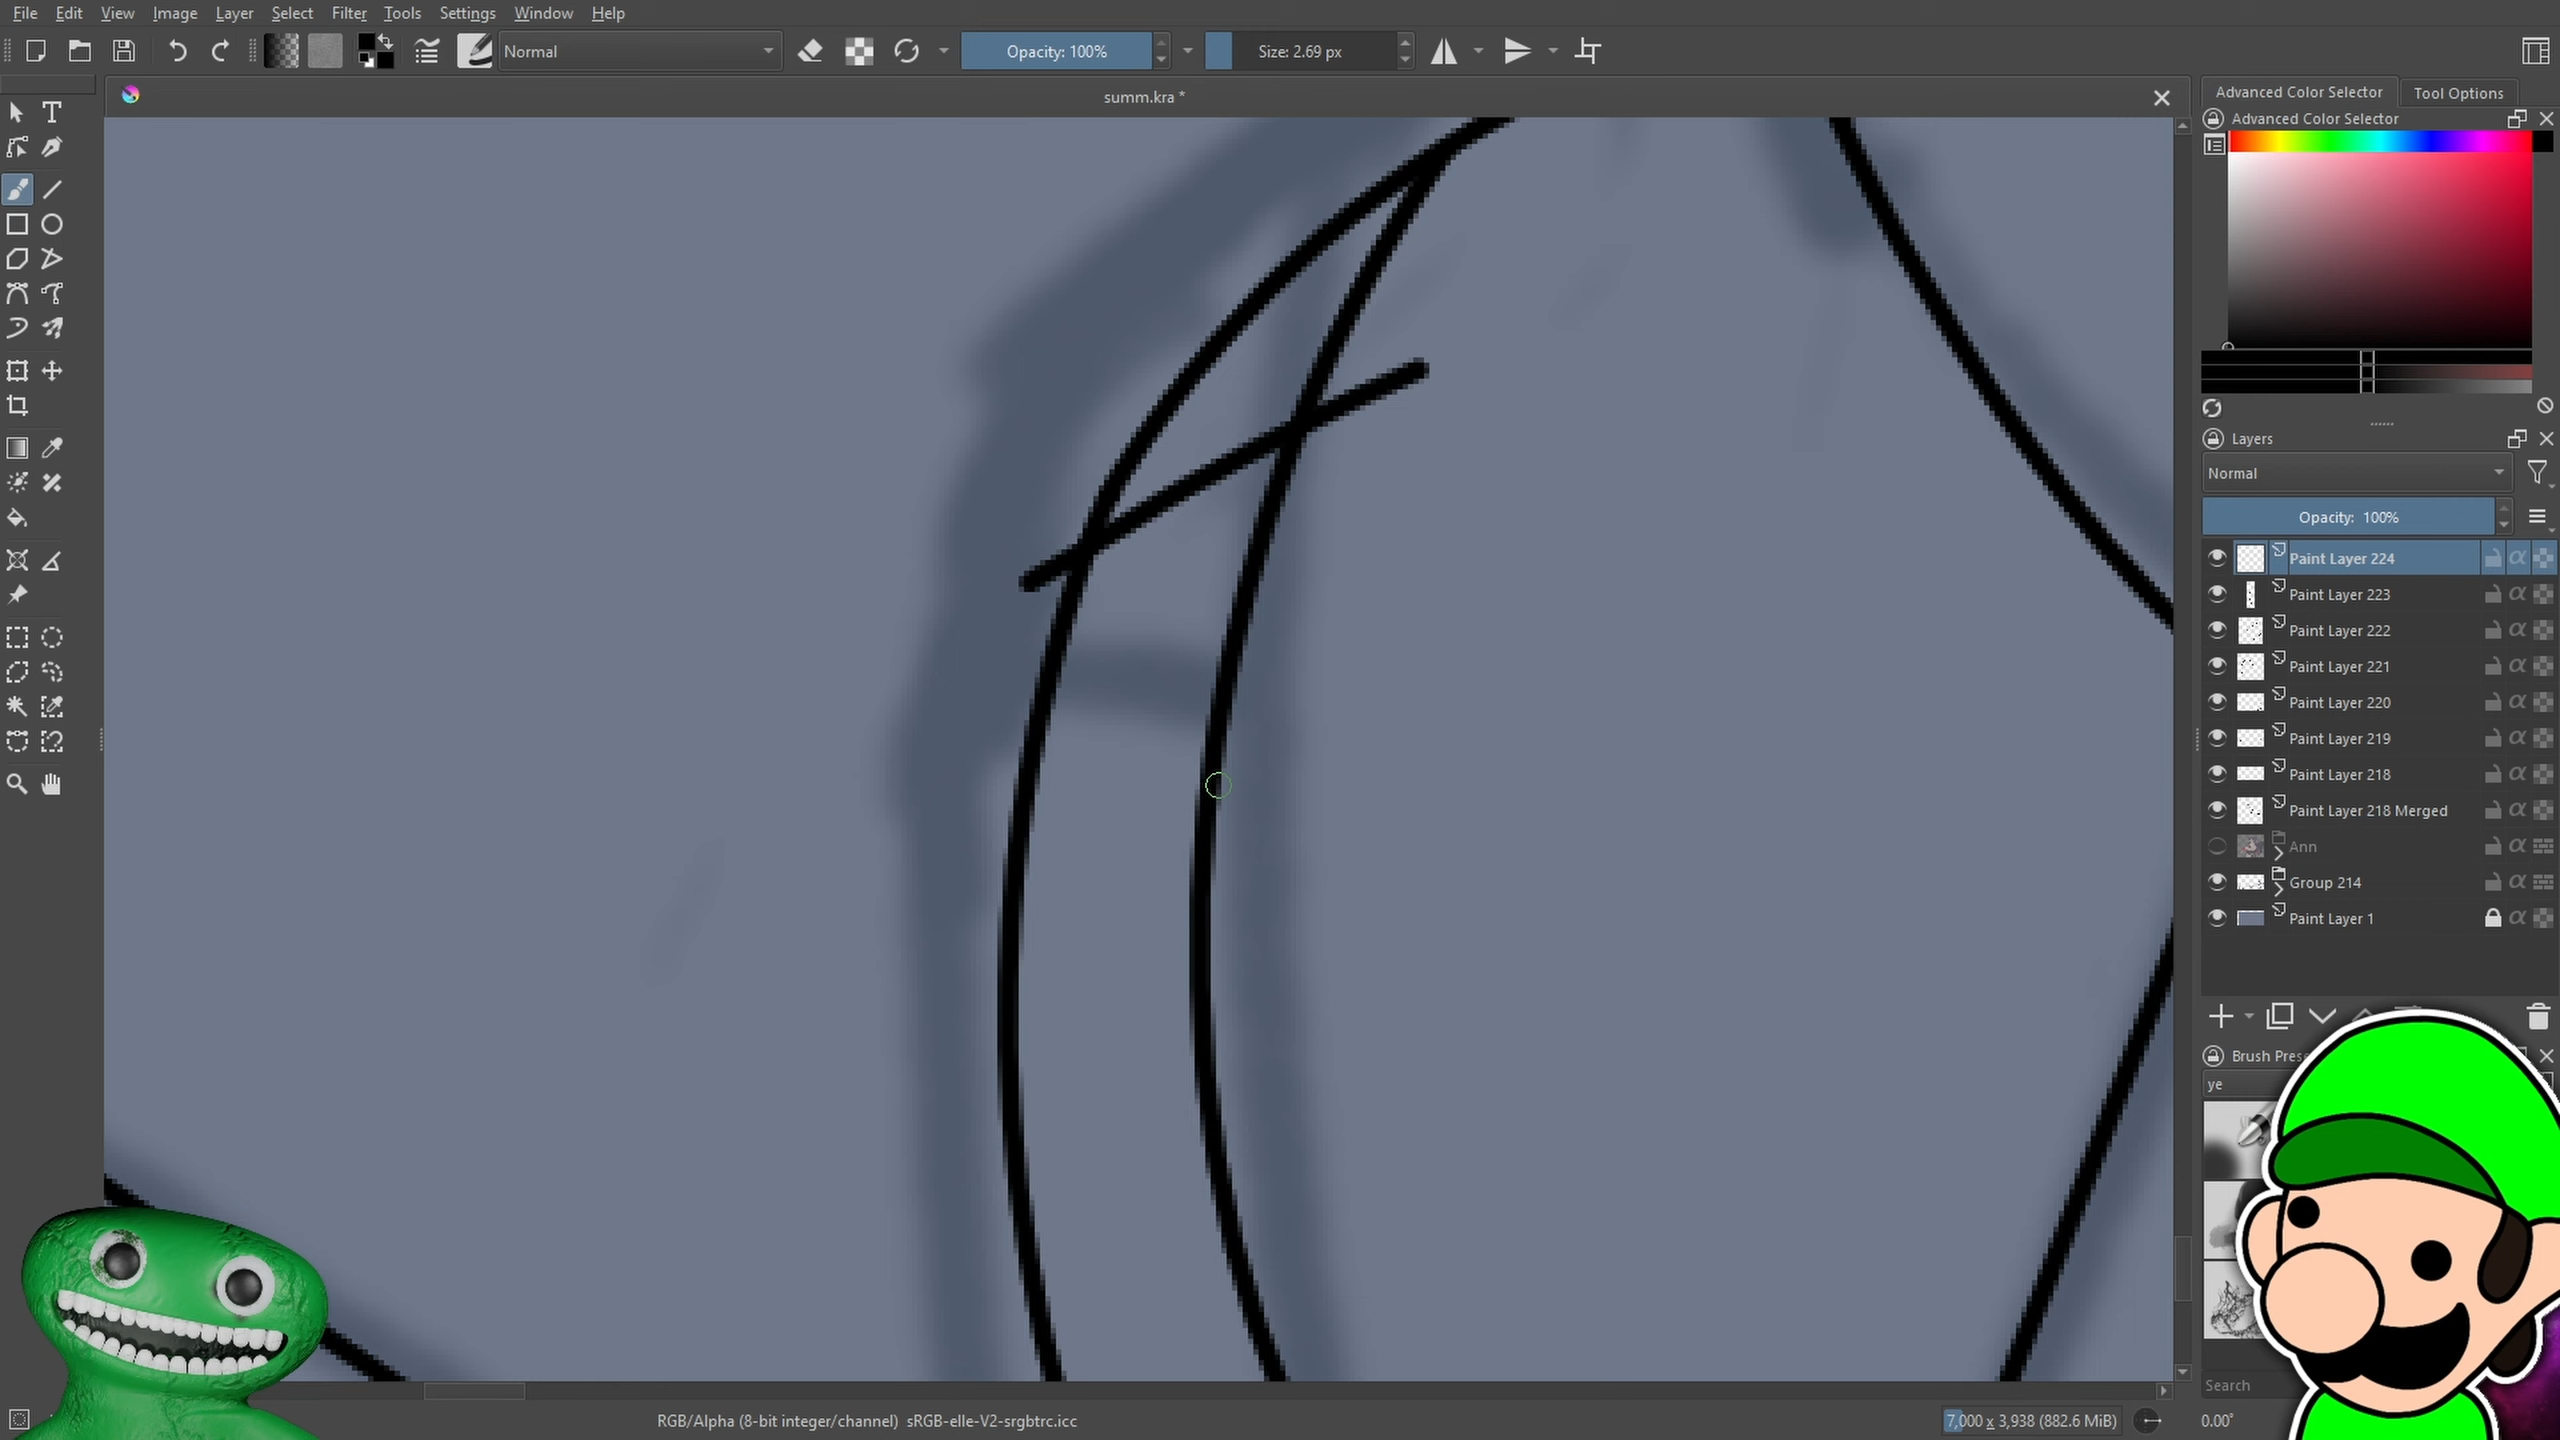 File Edit View Image Layer Select Filter Tools Settings Window Help
Normal
Opacity: 100%
Size: 2.69 px
summ.kra *
Advanced Color Selector
Tool Options
Advanced Color Selector
Layers
Normal
Opacity: 100%
Paint Layer 224
Paint Layer 223
Paint Layer 222
Paint Layer 221
Paint Layer 220
Paint Layer 219
Paint Layer 218
Paint Layer 218 Merged
Ann
Group 214
Paint Layer 1
Brush Prese
ye
Search
RGB/Alpha (8-bit integer/channel) sRGB-elle-V2-srgbtrc.icc
7,000 x 3,938 (882.6 MiB)
0.00°